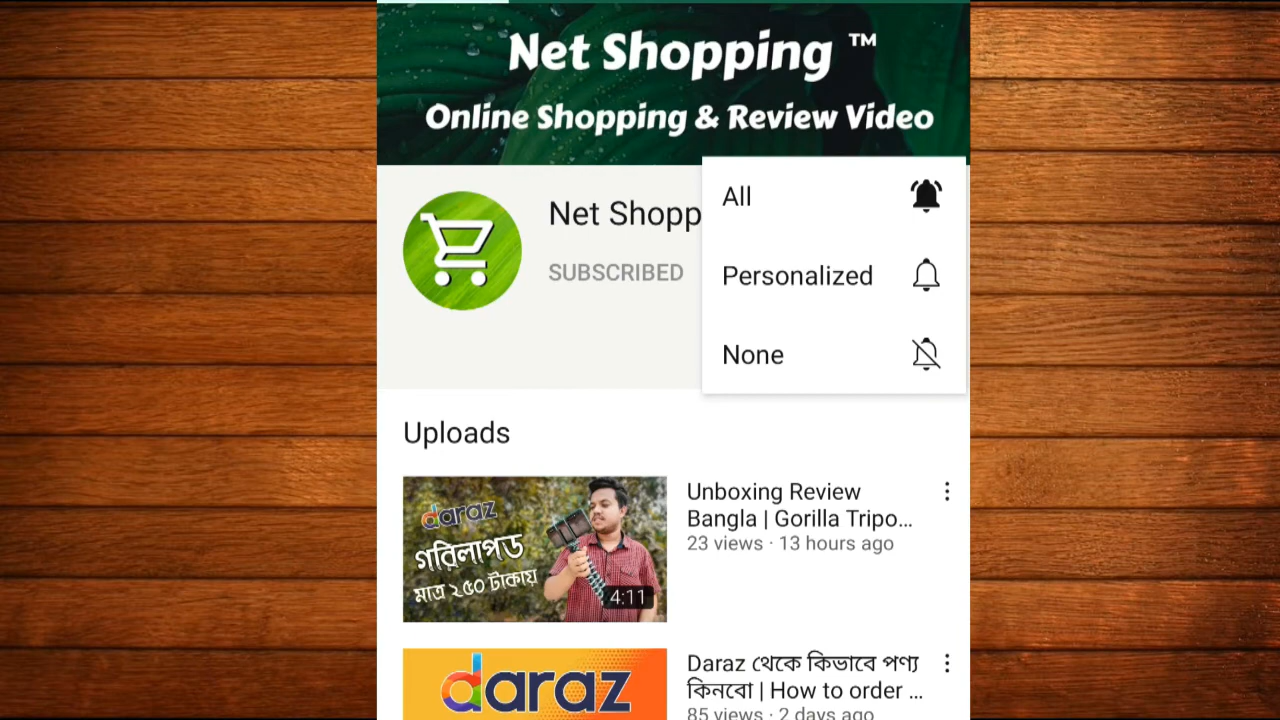 Net Shopping ™
Online Shopping & Review Video
Net Shopp
SUBSCRIBED
All
Personalized
None
Uploads
daraz
গরিলাপড
মাত্র ২৫০ টাকায়
4:11
Unboxing Review
Bangla | Gorilla Tripo...
23 views · 13 hours ago
daraz
Daraz থেকে কিভাবে পণ্য
কিনবো | How to order ...
85 views · 2 days ago